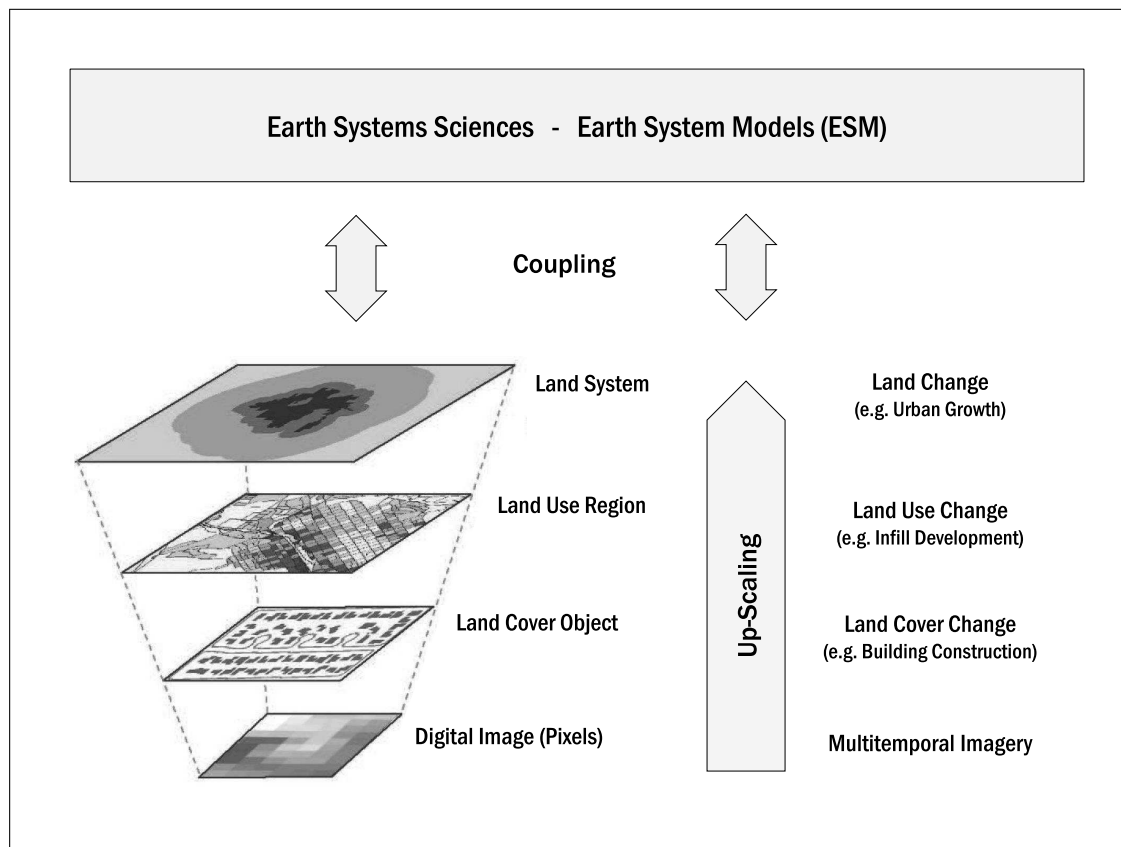 Earth Systems Sciences - Earth System Models (ESM)
Coupling
Land System
Land Change
(e.g. Urban Growth)
Land Use Region
Land Use Change
(e.g. Infill Development)
Up-Scaling
Land Cover Object
Land Cover Change
(e.g. Building Construction)
Digital Image (Pixels)
Multitemporal Imagery